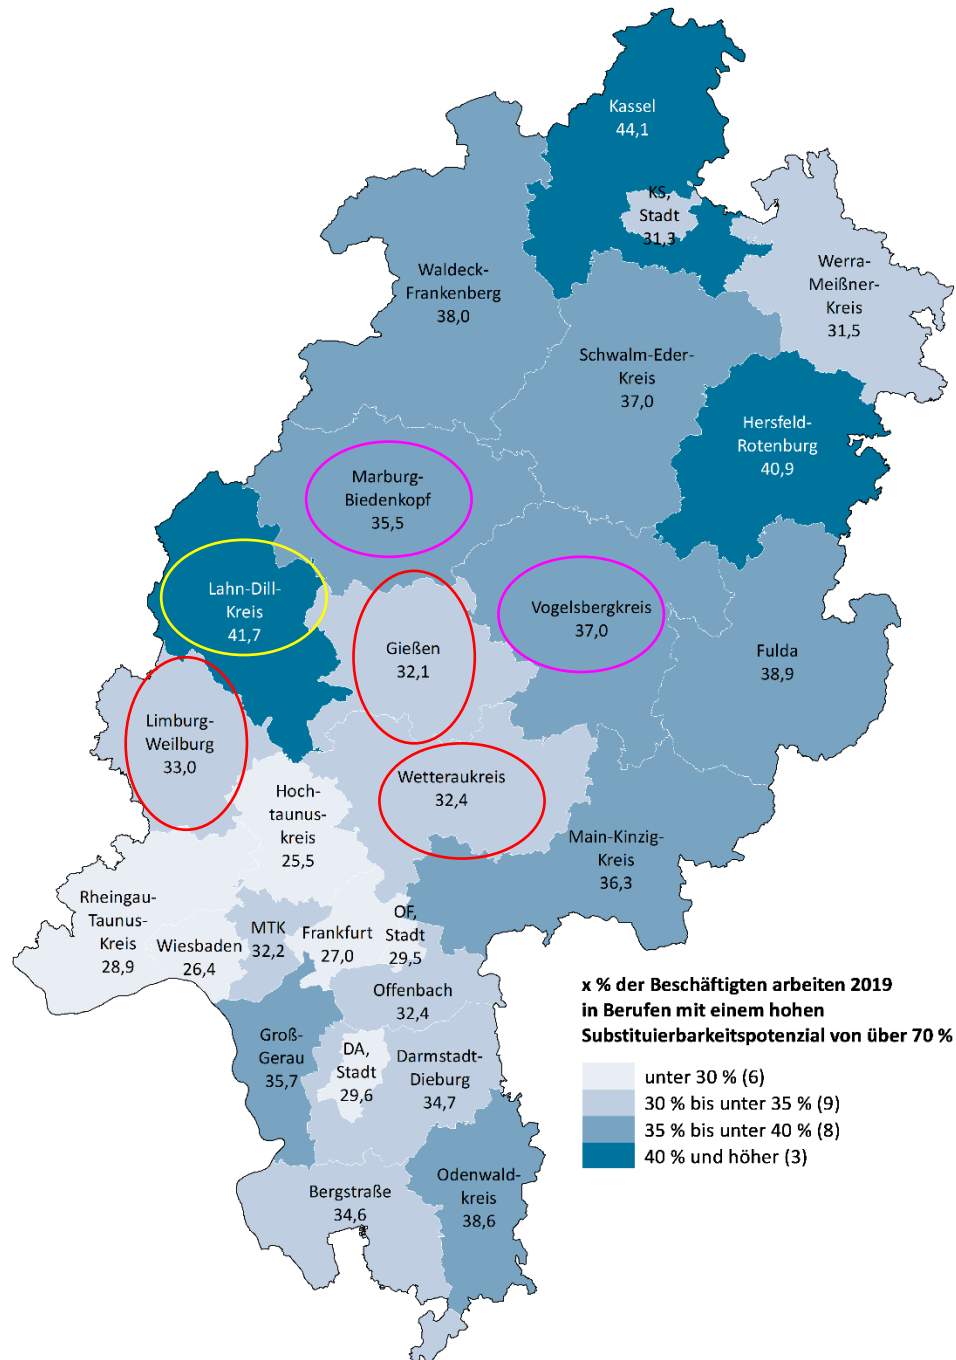 Kassel
44,1
KS,
Stadt
31,3
Werra-
Meißner-
Kreis
31,5
Waldeck-
Frankenberg
38,0
Schwalm-Eder-
Kreis
37,0
Hersfeld-
Rotenburg
40,9
Marburg-
Biedenkopf
35,5
Lahn-Dill-
Kreis
41,7
Gießen
32,1
Vogelsbergkreis
37,0
Fulda
38,9
Limburg-
Weilburg
33,0
Wetteraukreis
32,4
Hoch-
taunus-
kreis
25,5
Main-Kinzig-
Kreis
36,3
Rheingau-
Taunus-
Kreis
28,9
Wiesbaden
26,4
MTK
32,2
Frankfurt
27,0
OF,
Stadt
29,5
Offenbach
32,4
Groß-
Gerau
35,7
DA,
Stadt
29,6
Darmstadt-
Dieburg
34,7
Bergstraße
34,6
Odenwald-
kreis
38,6
x % der Beschäftigten arbeiten 2019
in Berufen mit einem hohen
Substituierbarkeitspotenzial von über 70 %
unter 30 % (6)
30 % bis unter 35 % (9)
35 % bis unter 40 % (8)
40 % und höher (3)